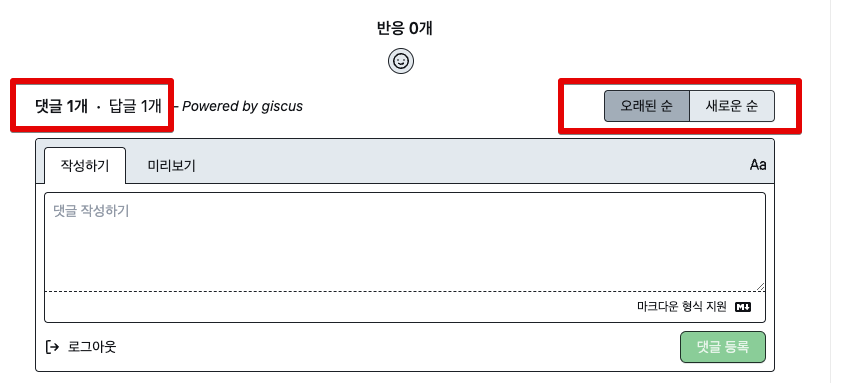 반응 0개
댓글 1개 · 답글 1개 – Powered by giscus
오래된 순 새로운 순
작성하기 미리보기 Aa
댓글 작성하기
마크다운 형식 지원 M
로그아웃 댓글 등록